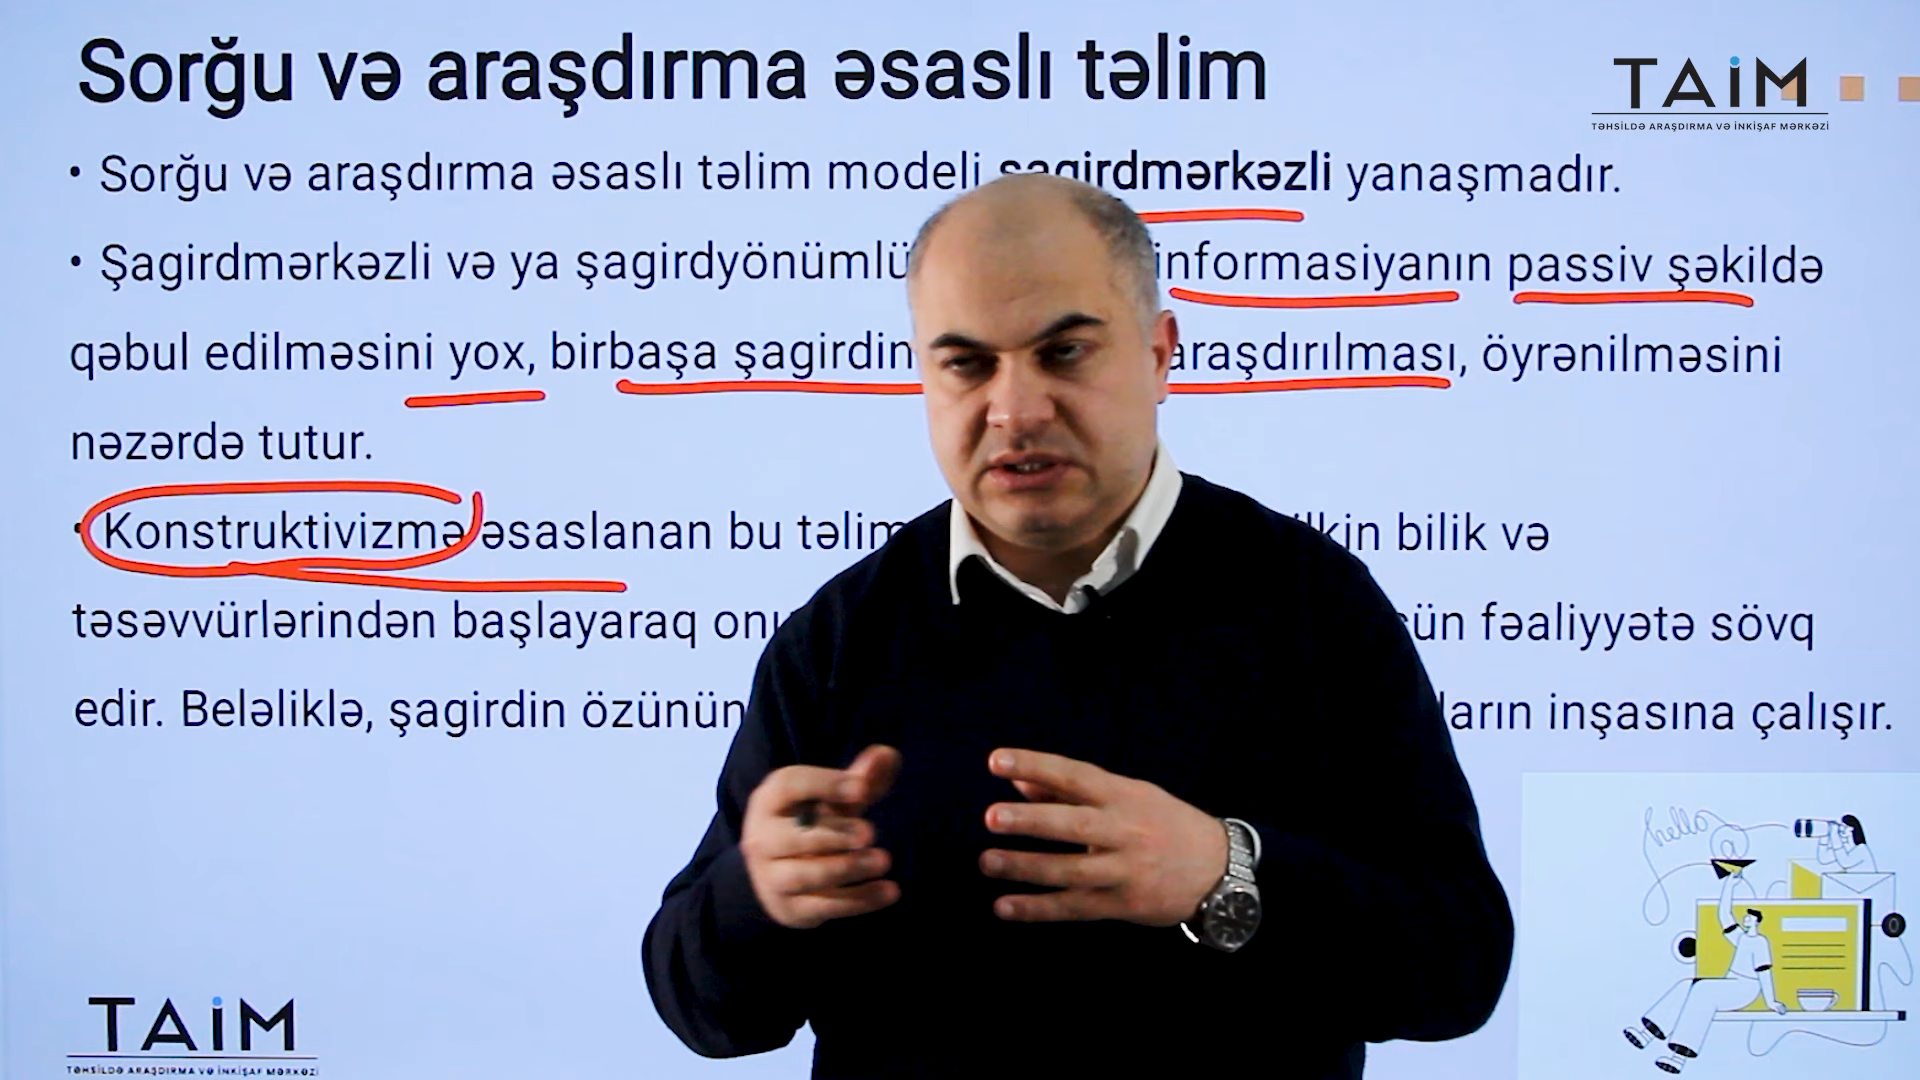 Sorğu və araşdırma əsaslı təlim
TAİM
TƏHSİLDƏ ARAŞDIRMA VƏ İNKİŞAF MƏRKƏZİ
• Sorğu və araşdırma əsaslı təlim modeli şagirdmərkəzli yanaşmadır.
• Şagirdmərkəzli və ya şagirdyönümlü informasiyanın passiv şəkildə
qəbul edilməsini yox, birbaşa şagirdin araşdırılması, öyrənilməsini
nəzərdə tutur.
• Konstruktivizmə əsaslanan bu təlim ilkin bilik və
təsəvvürlərindən başlayaraq fəaliyyətə sövq
edir. Beləliklə, şagirdin özünün inşasına çalışır.
hello
TAİM
TƏHSİLDƏ ARAŞDIRMA VƏ İNKİŞAF MƏRKƏZİ